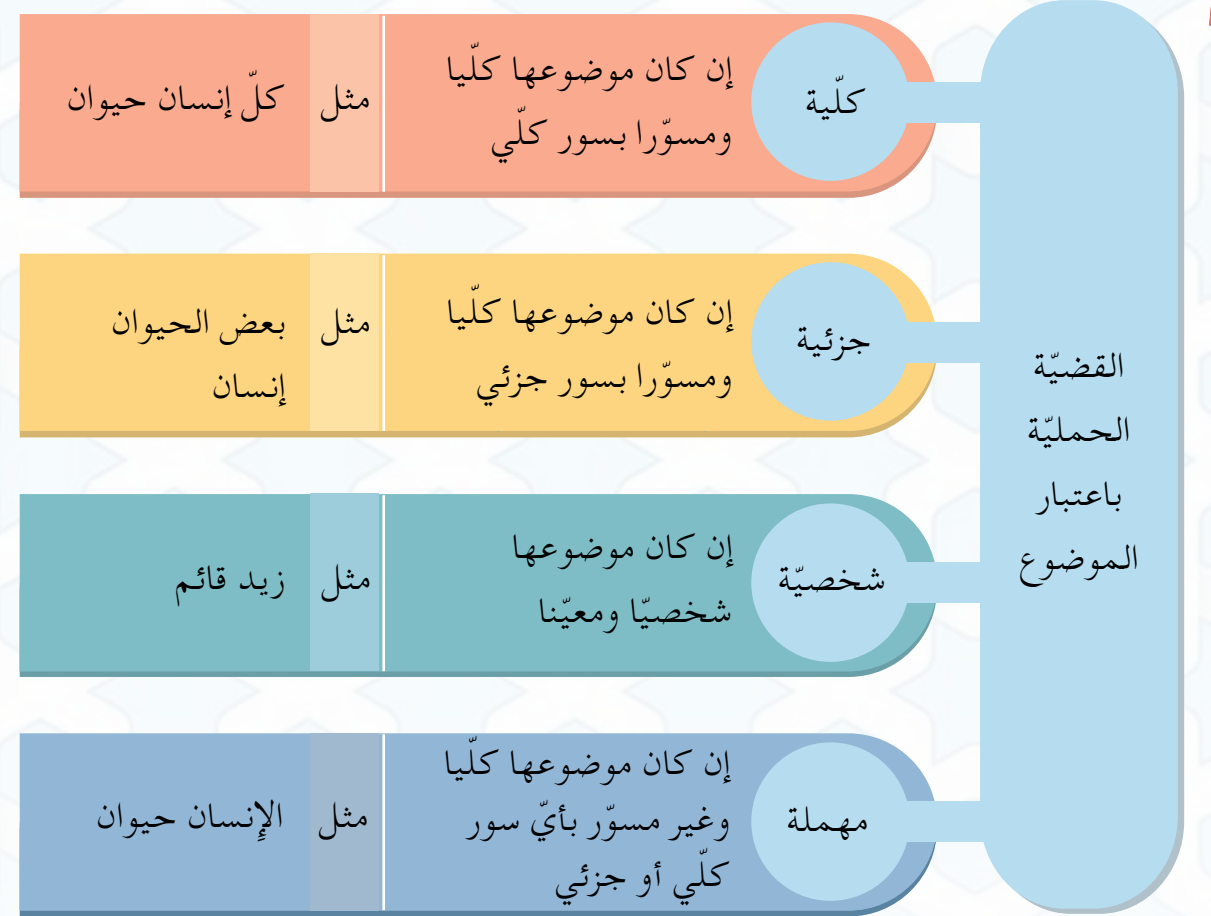 القضيّة
الحمليّة
باعتبار
الموضوع
كلّية
إن كان موضوعها كلّيا
ومسوّرا بسور كلّي
مثل
كلّ إنسان حيوان
جزئية
إن كان موضوعها كلّيا
ومسوّرا بسور جزئي
مثل
بعض الحيوان
إنسان
شخصيّة
إن كان موضوعها
شخصيّا ومعيّنا
مثل
زيد قائم
مهملة
إن كان موضوعها كلّيا
وغير مسوّر بأيّ سور
كلّي أو جزئي
مثل
الإنسان حيوان